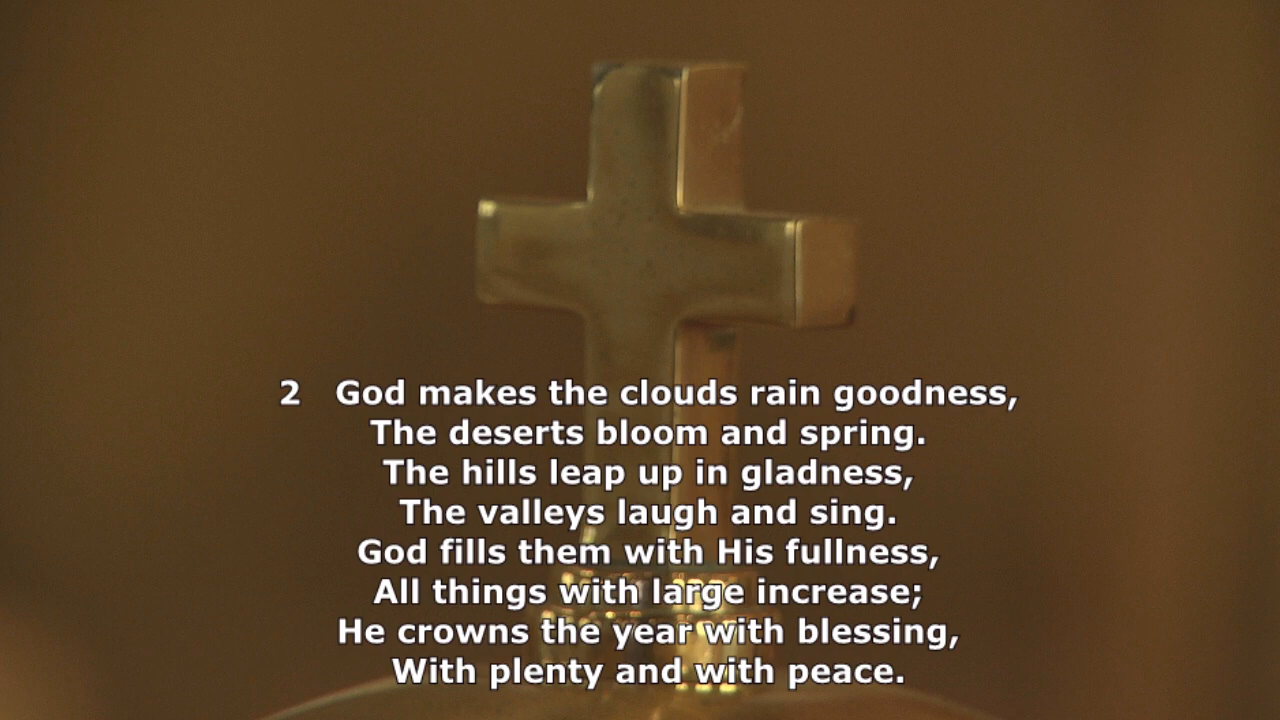 2 God makes the clouds rain goodness,
The deserts bloom and spring.
The hills leap up in gladness,
The valleys laugh and sing.
God fills them with His fullness,
All things with large increase;
He crowns the year with blessing,
With plenty and with peace.